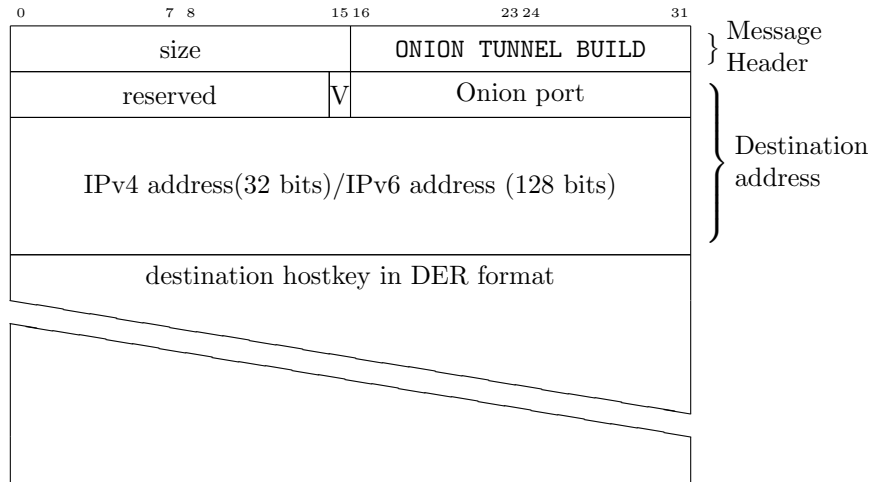 0 7 8 15 16 23 24 31
size ONION TUNNEL BUILD
Message
Header
reserved V Onion port
IPv4 address(32 bits)/IPv6 address (128 bits)
Destination
address
destination hostkey in DER format